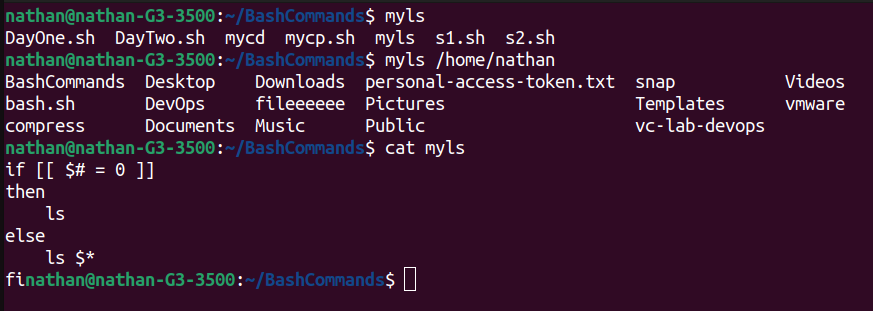 nathan@nathan-G3-3500:~/BashCommands$ myls
DayOne.sh  DayTwo.sh  mycd  mycp.sh  myls  s1.sh  s2.sh
nathan@nathan-G3-3500:~/BashCommands$ myls /home/nathan
BashCommands  Desktop    Downloads  personal-access-token.txt  snap           Videos
bash.sh       DevOps     fileeeeee  Pictures                   Templates      vmware
compress      Documents  Music      Public                     vc-lab-devops
nathan@nathan-G3-3500:~/BashCommands$ cat myls
if [[ $# = 0 ]]
then
    ls
else
    ls $*
finathan@nathan-G3-3500:~/BashCommands$